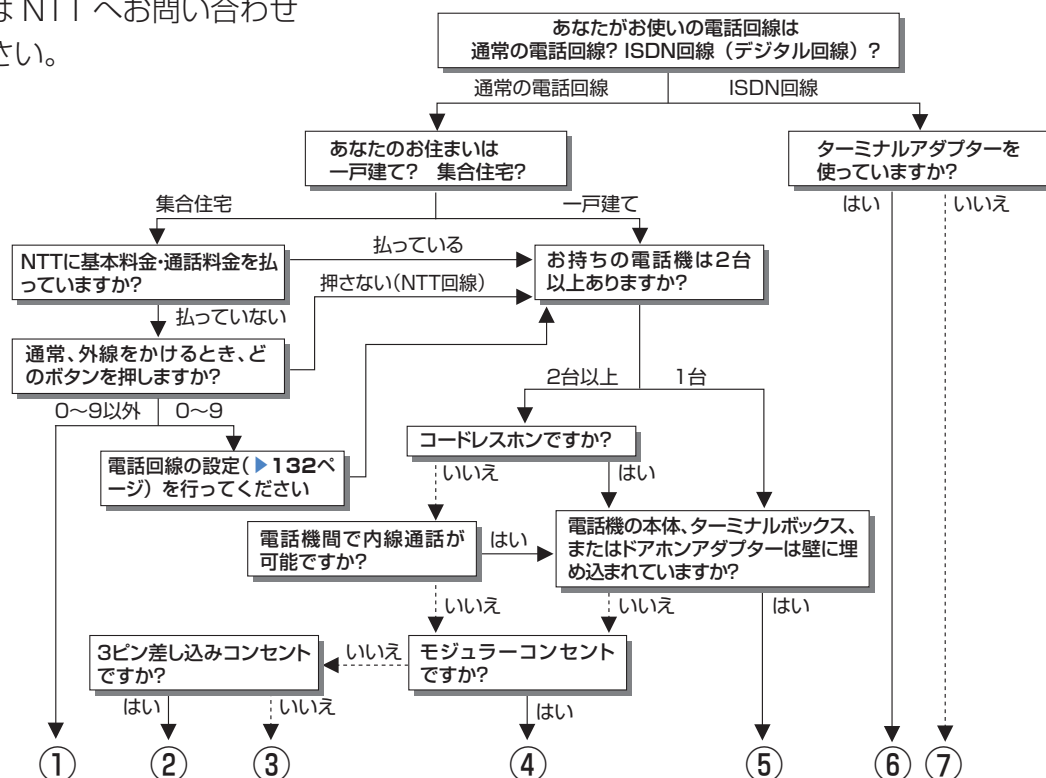 は NTT へお問い合わせ
さい。
あなたがお使いの電話回線は
通常の電話回線? ISDN回線（デジタル回線）?
通常の電話回線
ISDN回線
あなたのお住まいは
一戸建て? 集合住宅?
ターミナルアダプターを
使っていますか?
集合住宅
一戸建て
はい
いいえ
NTTに基本料金・通話料金を払
っていますか?
払っている
お持ちの電話機は2台
以上ありますか?
押さない(NTT回線)
払っていない
通常、外線をかけるとき、ど
のボタンを押しますか?
2台以上
1台
0〜9以外
0〜9
コードレスホンですか?
電話回線の設定(▶132ペ
ージ）を行ってください
いいえ
はい
電話機間で内線通話が
可能ですか?
はい
電話機の本体、ターミナルボックス、
またはドアホンアダプターは壁に埋
め込まれていますか?
いいえ
いいえ
はい
3ピン差し込みコンセント
ですか?
いいえ
モジュラーコンセント
ですか?
はい
いいえ
はい
① ② ③ ④ ⑤ ⑥ ⑦